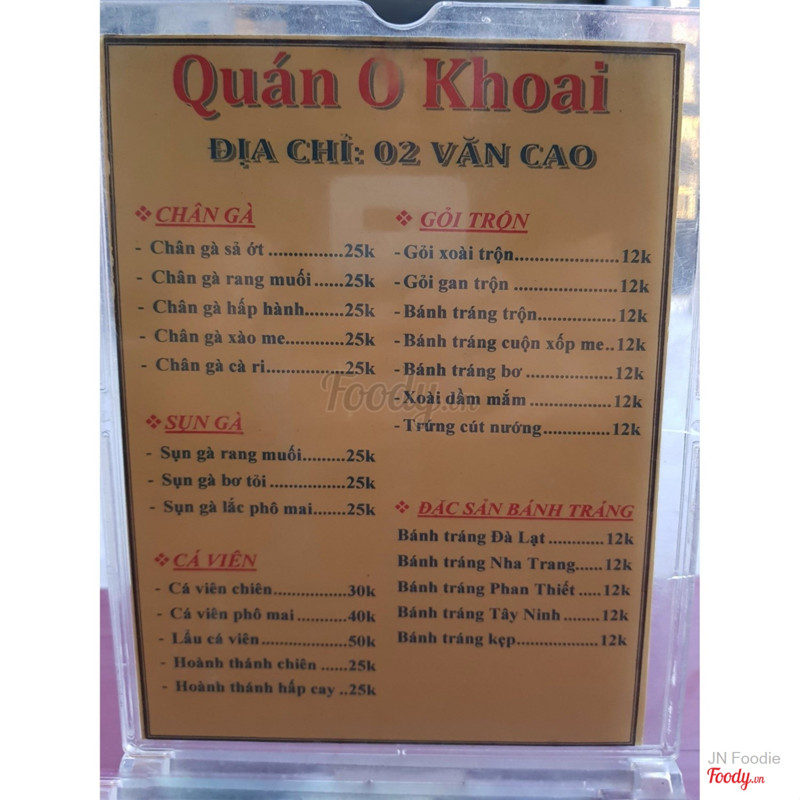 Quán O Khoai
ĐỊA CHỈ: 02 VĂN CAO
❖ CHÂN GÀ
- Chân gà sả ớt ...............25k
- Chân gà rang muối ......25k
- Chân gà hấp hành........25k
- Chân gà xào me............25k
- Chân gà cà ri................25k
❖ SỤN GÀ
- Sụn gà rang muối.......25k
- Sụn gà bơ tỏi .............25k
- Sụn gà lắc phô mai......25k
❖ CÁ VIÊN
- Cá viên chiên............30k
- Cá viên phô mai ........40k
- Lẩu cá viên................50k
- Hoành thánh chiên ......25k
- Hoành thánh hấp cay ..25k
❖ GỎI TRỘN
- Gỏi xoài trộn....................12k
- Gỏi gan trộn ....................12k
- Bánh tráng trộn................12k
- Bánh tráng cuộn xốp me..12k
- Bánh tráng bơ .................12k
- Xoài dầm mắm ................12k
- Trứng cút nướng..............12k
❖ ĐẶC SẢN BÁNH TRÁNG
Bánh tráng Đà Lạt ............12k
Bánh tráng Nha Trang......12k
Bánh tráng Phan Thiết .....12k
Bánh tráng Tây Ninh ........12k
Bánh tráng kẹp.................12k
Foody.vn
JN Foodie
Foody.vn